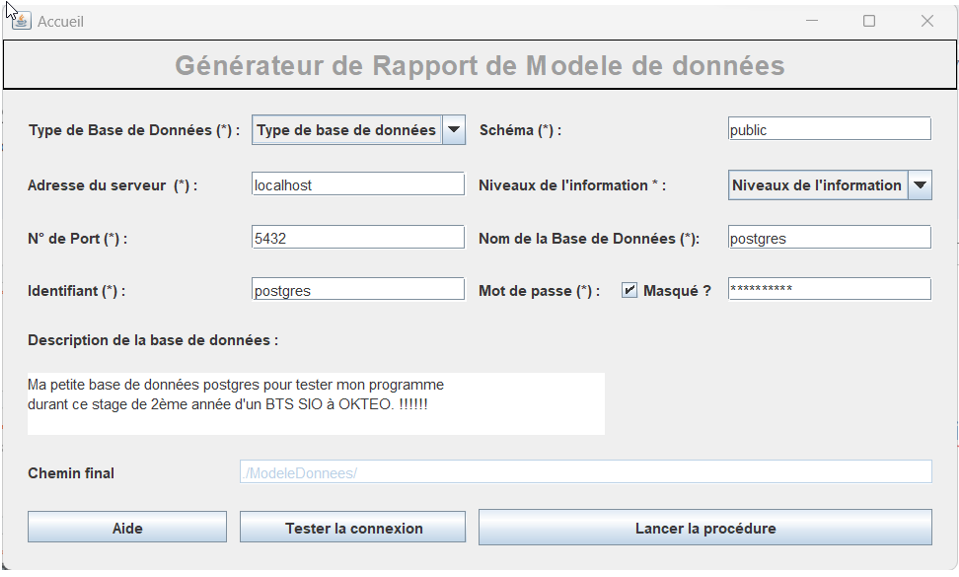 Accueil
Générateur de Rapport de Modele de données
Type de Base de Données (*) : Type de base de données Schéma (*) : public
Adresse du serveur (*) : localhost Niveaux de l'information * : Niveaux de l'information
N° de Port (*) : 5432 Nom de la Base de Données (*): postgres
Identifiant (*) : postgres Mot de passe (*) : Masqué ? **********
Description de la base de données :
Ma petite base de données postgres pour tester mon programme
durant ce stage de 2ème année d'un BTS SIO à OKTEO. !!!!!!
Chemin final ./ModeleDonnees/
Aide Tester la connexion Lancer la procédure